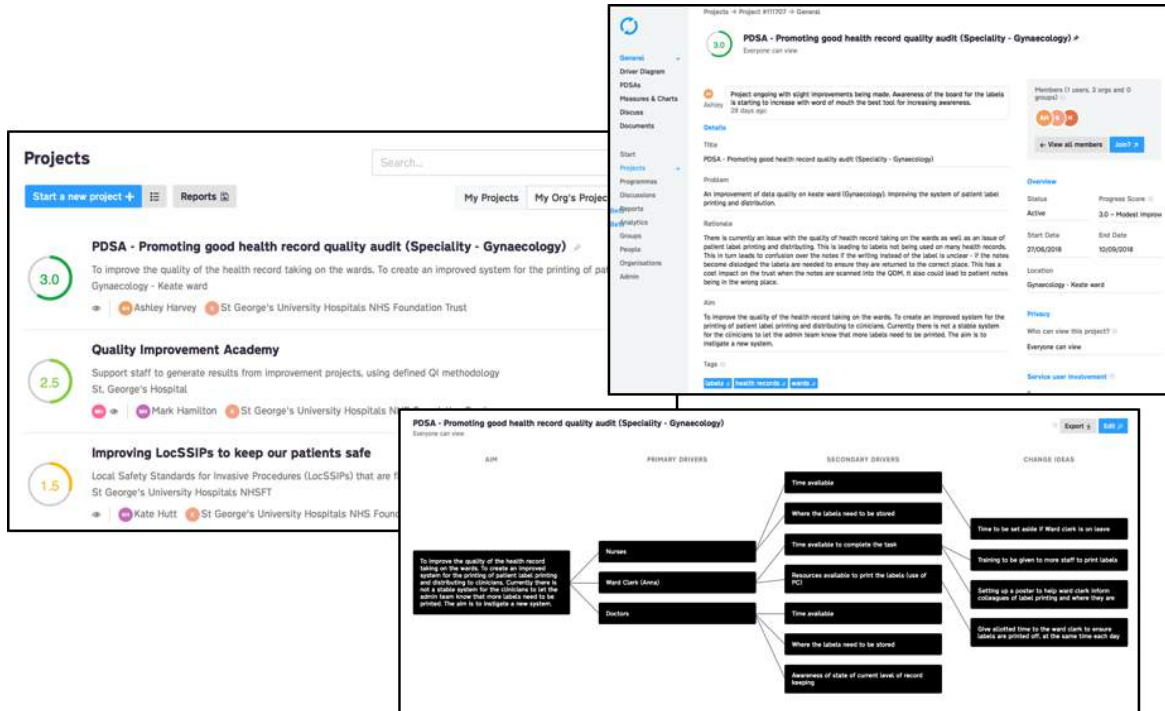 Projects
Search...
Start a new project +
Reports
My Projects
My Org's Projec
3.0
PDSA - Promoting good health record quality audit (Speciality - Gynaecology)
To improve the quality of the health record taking on the wards. To create an improved system for the printing of pa
Gynaecology - Keate ward
Ashley Harvey
St George's University Hospitals NHS Foundation Trust
2.5
Quality Improvement Academy
Support staff to generate results from improvement projects, using defined QI methodology
St. George's Hospital
Mark Hamilton
St George's University Hospitals
1.5
Improving LocSSIPs to keep our patients safe
Local Safety Standards for Invasive Procedures (LocSSIPs) that are f
St George's University Hospitals NHSFT
Kate Hutt
St George's University Hospitals NHS Foun
Projects → Project #111707 → General
3.0
PDSA - Promoting good health record quality audit (Speciality - Gynaecology)
Everyone can view
General
Driver Diagram
PDSAs
Measures & Charts
Discuss
Documents
Start
Projects
Programmes
Discussions
Reports
Analytics
Groups
People
Organisations
Admin
Ashley
Project ongoing with slight improvements being made. Awareness of the board for the labels
is starting to increase with word of mouth the best tool for increasing awareness.
28 days ago
Details
Title
PDSA - Promoting good health record quality audit (Speciality - Gynaecology)
Problem
An improvement of data quality on keate ward (Gynaecology). Improving the system of patient label
printing and distribution.
Rationale
There is currently an issue with the quality of health record taking on the wards as well as an issue of
patient label printing and distributing. This is leading to labels not being used on many health records.
This in turn leads to confusion over the notes if the writing instead of the label is unclear - if the notes
become dislodged the labels are needed to ensure they are returned to the correct place. This has a
cost impact on the trust when the notes are scanned into the QDM, it also could lead to patient notes
being in the wrong place.
Aim
To improve the quality of the health record taking on the wards. To create an improved system for the
printing of patient label printing and distributing to clinicians. Currently there is not a stable system
for the clinicians to let the admin team know that more labels need to be printed. The aim is to
instigate a new system.
Tags
labels
health records
wards
Members (1 users, 2 orgs and 0
groups)
← View all members
Join?
Overview
Status
Progress Score
Active
3.0 - Modest improv
Start Date
End Date
27/06/2018
10/09/2018
Location
Gynaecology - Keate ward
Privacy
Who can view this project?
Everyone can view
Service user involvement
PDSA - Promoting good health record quality audit (Speciality - Gynaecology)
Everyone can view
Export
Edit
AIM
PRIMARY DRIVERS
SECONDARY DRIVERS
CHANGE IDEAS
To improve the quality of the health record
taking on the wards. To create an improved
system for the printing of patient label printing
and distributing to clinicians. Currently there is
not a stable system for the clinicians to let the
admin team know that more labels need to be
printed. The aim is to instigate a new system.
Nurses
Ward Clerk (Anna)
Doctors
Time available
Where the labels need to be stored
Time available to complete the task
Resources available to print the labels (use of
PC)
Time available
Where the labels need to be stored
Awareness of state of current level of record
keeping
Time to be set aside if Ward clerk is on leave
Training to be given to more staff to print labels
Setting up a poster to help ward clerk inform
colleagues of label printing and where they are
Give allotted time to the ward clerk to ensure
labels are printed off, at the same time each day